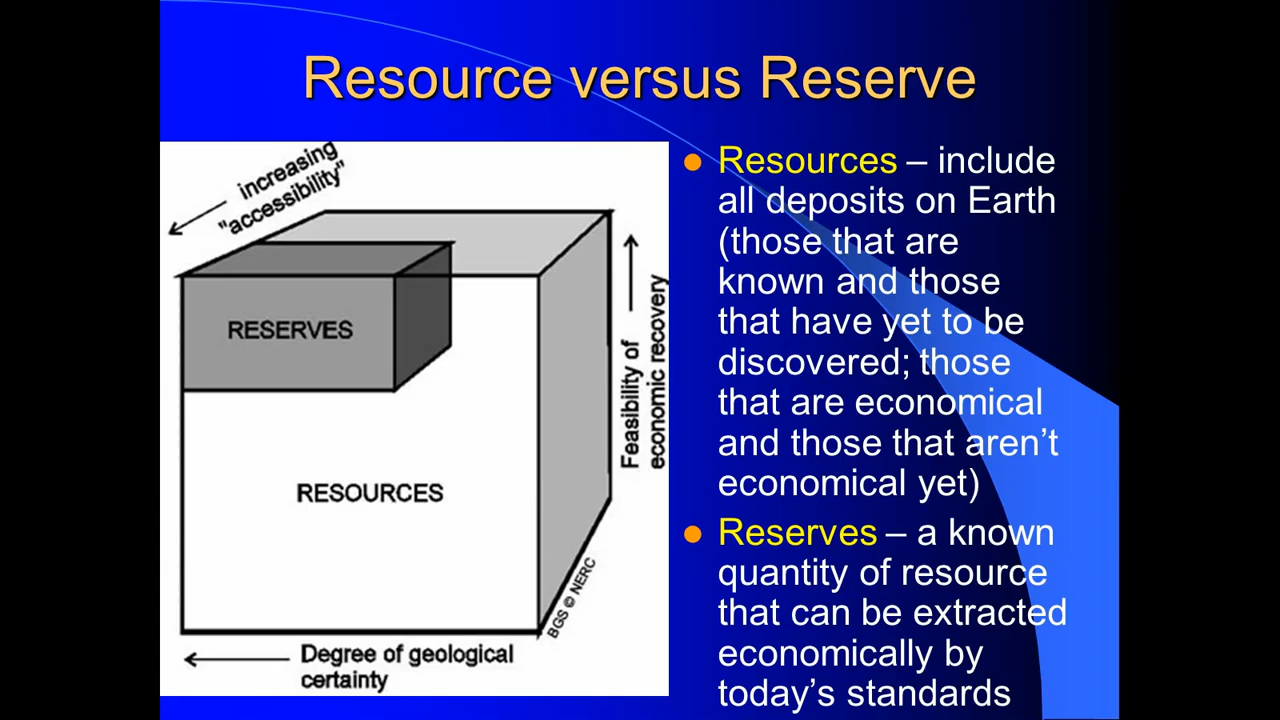 Resource versus Reserve
increasing
"accessibility"
RESERVES
RESOURCES
Feasibility of
economic recovery
BGS © NERC
Degree of geological
certainty
Resources – include
all deposits on Earth
(those that are
known and those
that have yet to be
discovered; those
that are economical
and those that aren’t
economical yet)
Reserves – a known
quantity of resource
that can be extracted
economically by
today’s standards